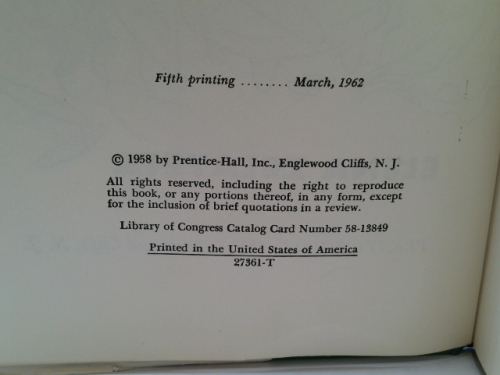 Fifth printing ........ March, 1962
© 1958 by Prentice-Hall, Inc., Englewood Cliffs, N. J.
All rights reserved, including the right to reproduce
this book, or any portions thereof, in any form, except
for the inclusion of brief quotations in a review.
Library of Congress Catalog Card Number 58-13849
Printed in the United States of America
27361-T